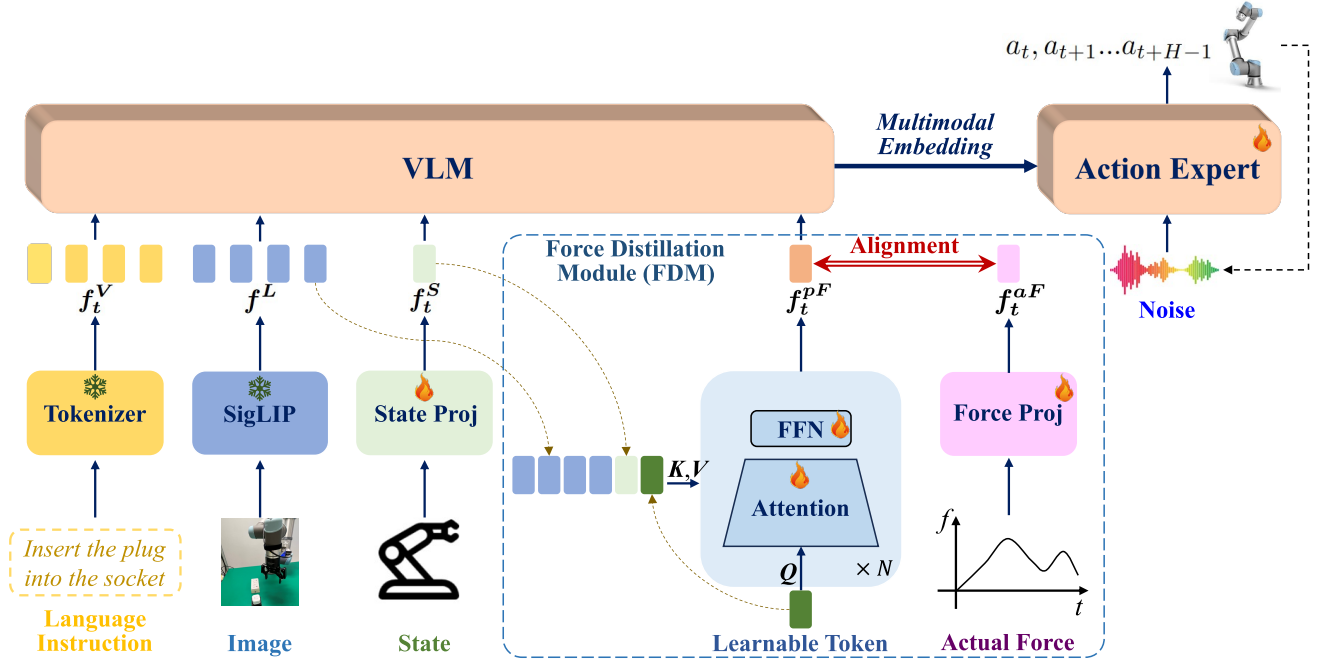 a_t, a_{t+1}...a_{t+H-1}
VLM
Multimodal
Embedding
Action Expert
Force Distillation
Module (FDM)
Alignment
f_t^V
f^L
f_t^S
f_t^{pF}
f_t^{aF}
Noise
Tokenizer
SigLIP
State Proj
FFN
Force Proj
K,V
Attention
Q
× N
f
t
Insert the plug
into the socket
Language
Instruction
Image
State
Learnable Token
Actual Force